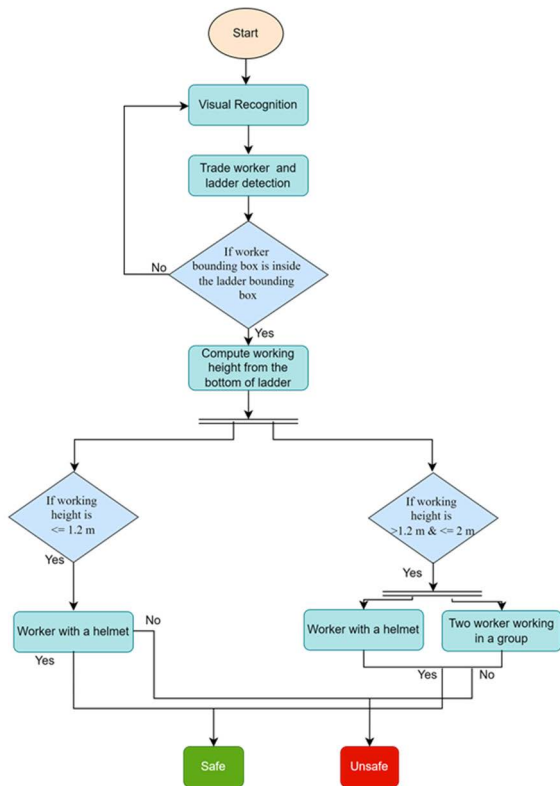 Start
Visual Recognition
Trade worker and
ladder detection
If worker
bounding box is inside
the ladder bounding
box
No
Yes
Compute working
height from the
bottom of ladder
If working
height is
<= 1.2 m
Yes
If working
height is
>1.2 m & <= 2 m
Yes
Worker with a helmet
No
Yes
Worker with a helmet
Two worker working
in a group
Yes
No
Safe
Unsafe